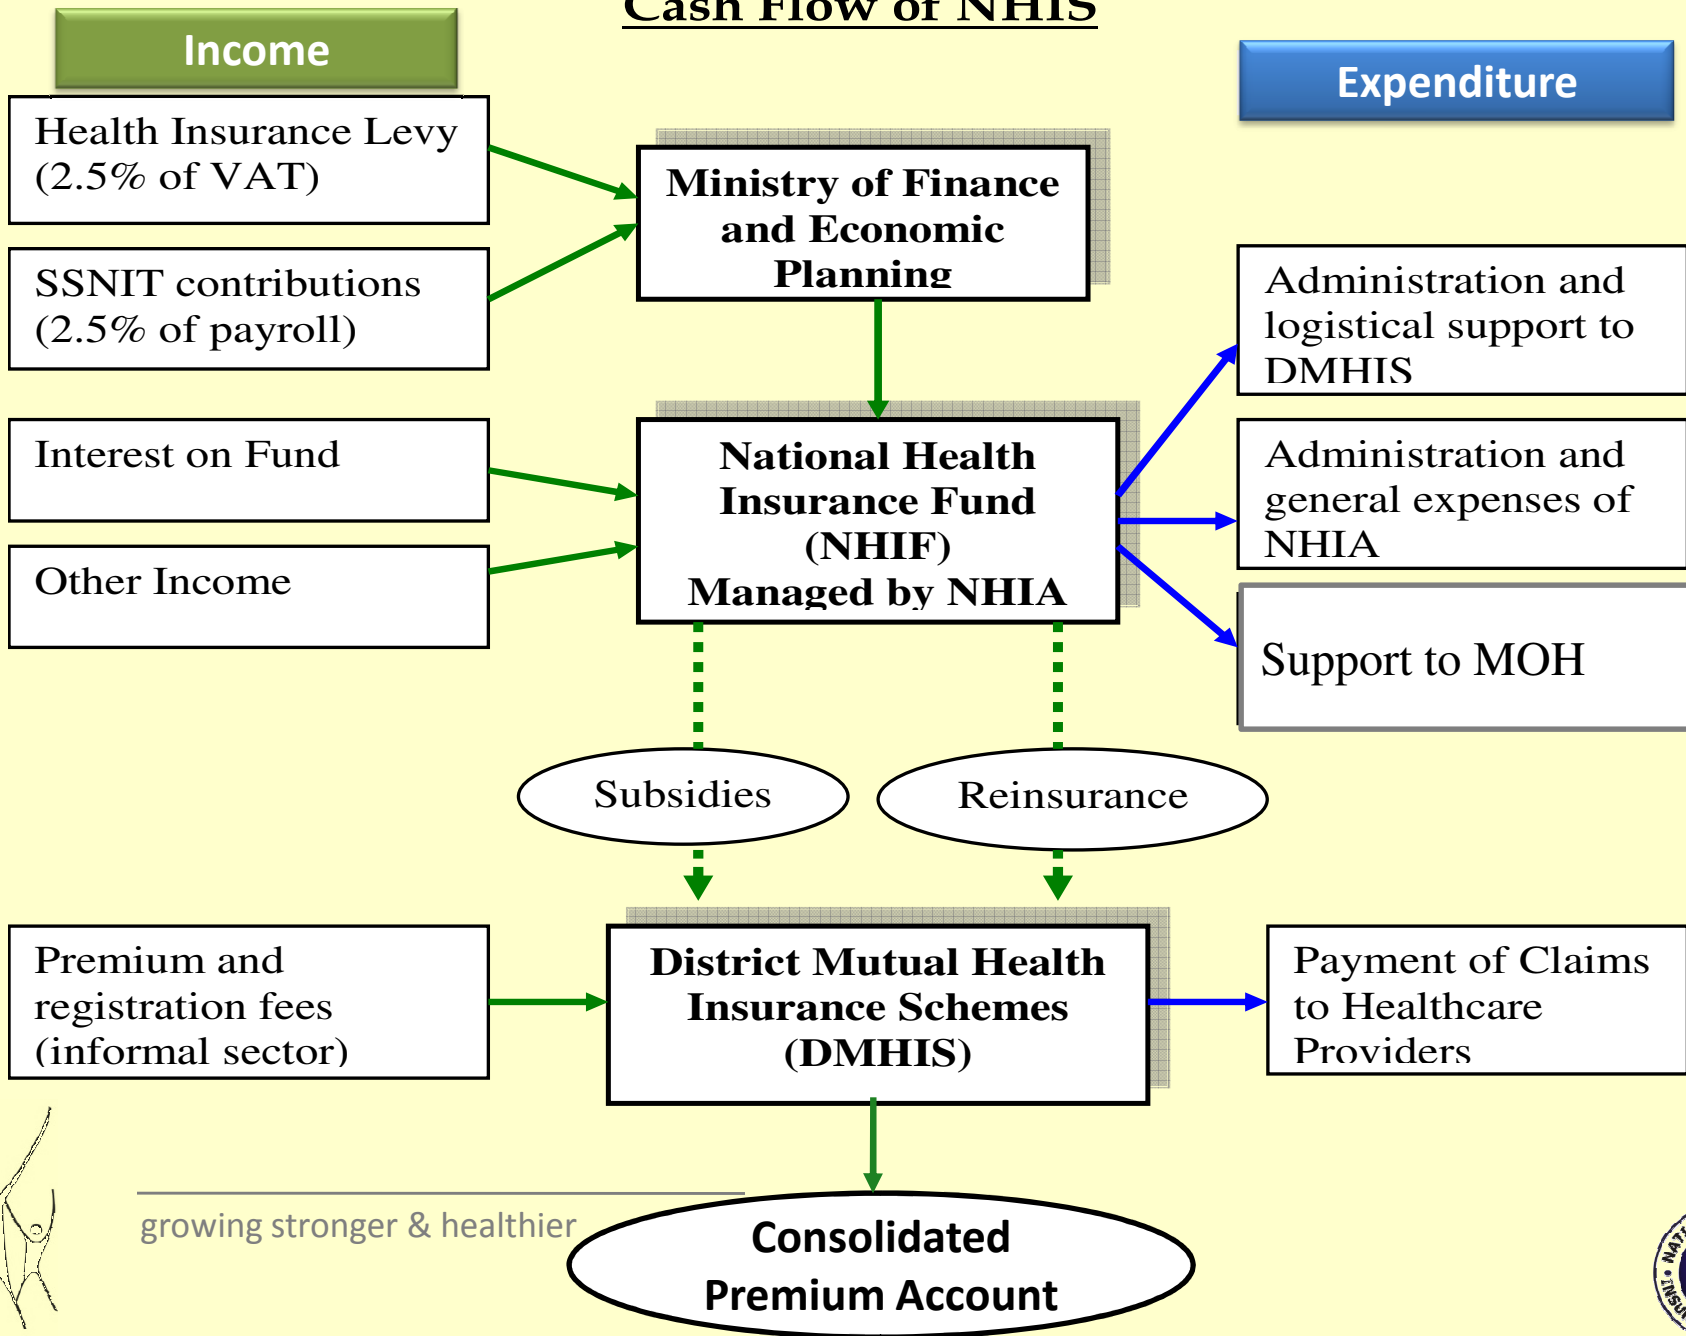 Cash Flow of NHIS
Income
Expenditure
Health Insurance Levy
(2.5% of VAT)
SSNIT contributions
(2.5% of payroll)
Interest on Fund
Other Income
Ministry of Finance
and Economic
Planning
National Health
Insurance Fund
(NHIF)
Managed by NHIA
Administration and
logistical support to
DMHIS
Administration and
general expenses of
NHIA
Support to MOH
Subsidies
Reinsurance
Premium and
registration fees
(informal sector)
District Mutual Health
Insurance Schemes
(DMHIS)
Payment of Claims
to Healthcare
Providers
growing stronger & healthier
Consolidated
Premium Account